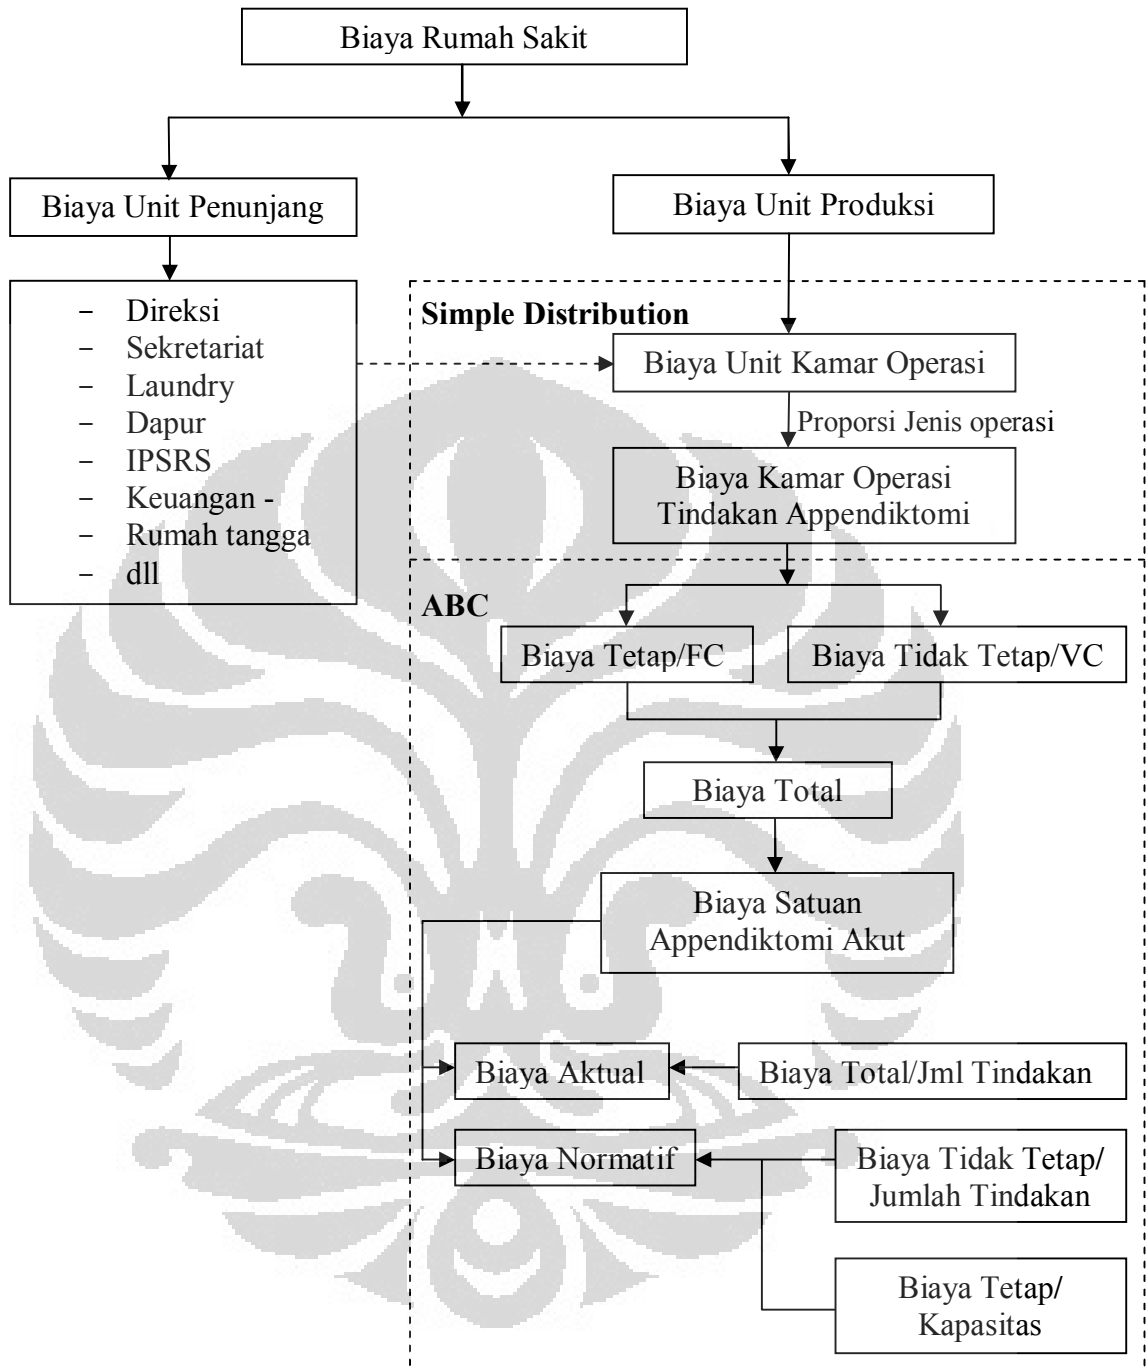 Biaya Rumah Sakit
Biaya Unit Penunjang
Biaya Unit Produksi
– Direksi
– Sekretariat
– Laundry
– Dapur
– IPSRS
– Keuangan -
– Rumah tangga
– dll
Simple Distribution
Biaya Unit Kamar Operasi
Proporsi Jenis operasi
Biaya Kamar Operasi
Tindakan Appendiktomi
ABC
Biaya Tetap/FC
Biaya Tidak Tetap/VC
Biaya Total
Biaya Satuan
Appendiktomi Akut
Biaya Aktual
Biaya Total/Jml Tindakan
Biaya Normatif
Biaya Tidak Tetap/
Jumlah Tindakan
Biaya Tetap/
Kapasitas